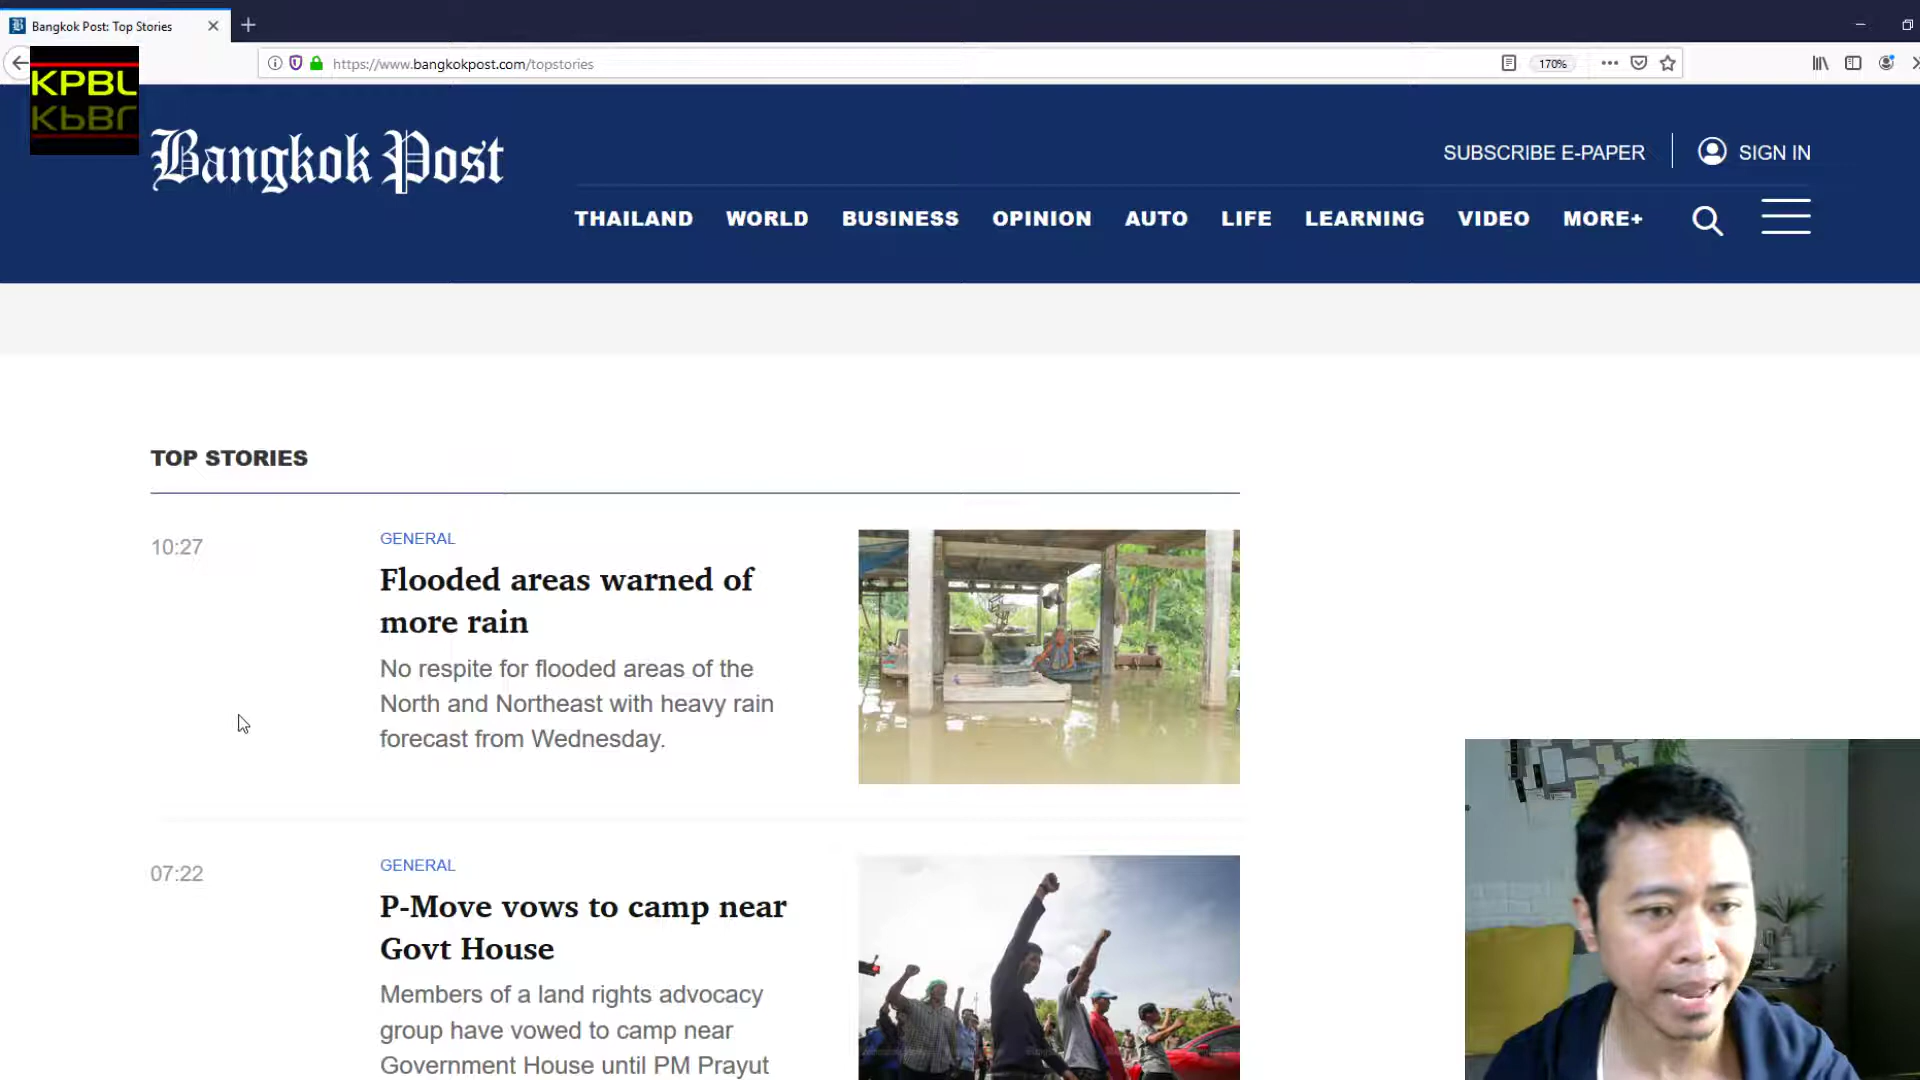 Bangkok Post: Top Stories
https://www.bangkokpost.com/topstories
170%
KPBL
KPBL
Bangkok Post
SUBSCRIBE E-PAPER
SIGN IN
THAILAND WORLD BUSINESS OPINION AUTO LIFE LEARNING VIDEO MORE+
TOP STORIES
10:27
GENERAL
Flooded areas warned of
more rain
No respite for flooded areas of the
North and Northeast with heavy rain
forecast from Wednesday.
07:22
GENERAL
P-Move vows to camp near
Govt House
Members of a land rights advocacy
group have vowed to camp near
Government House until PM Prayut